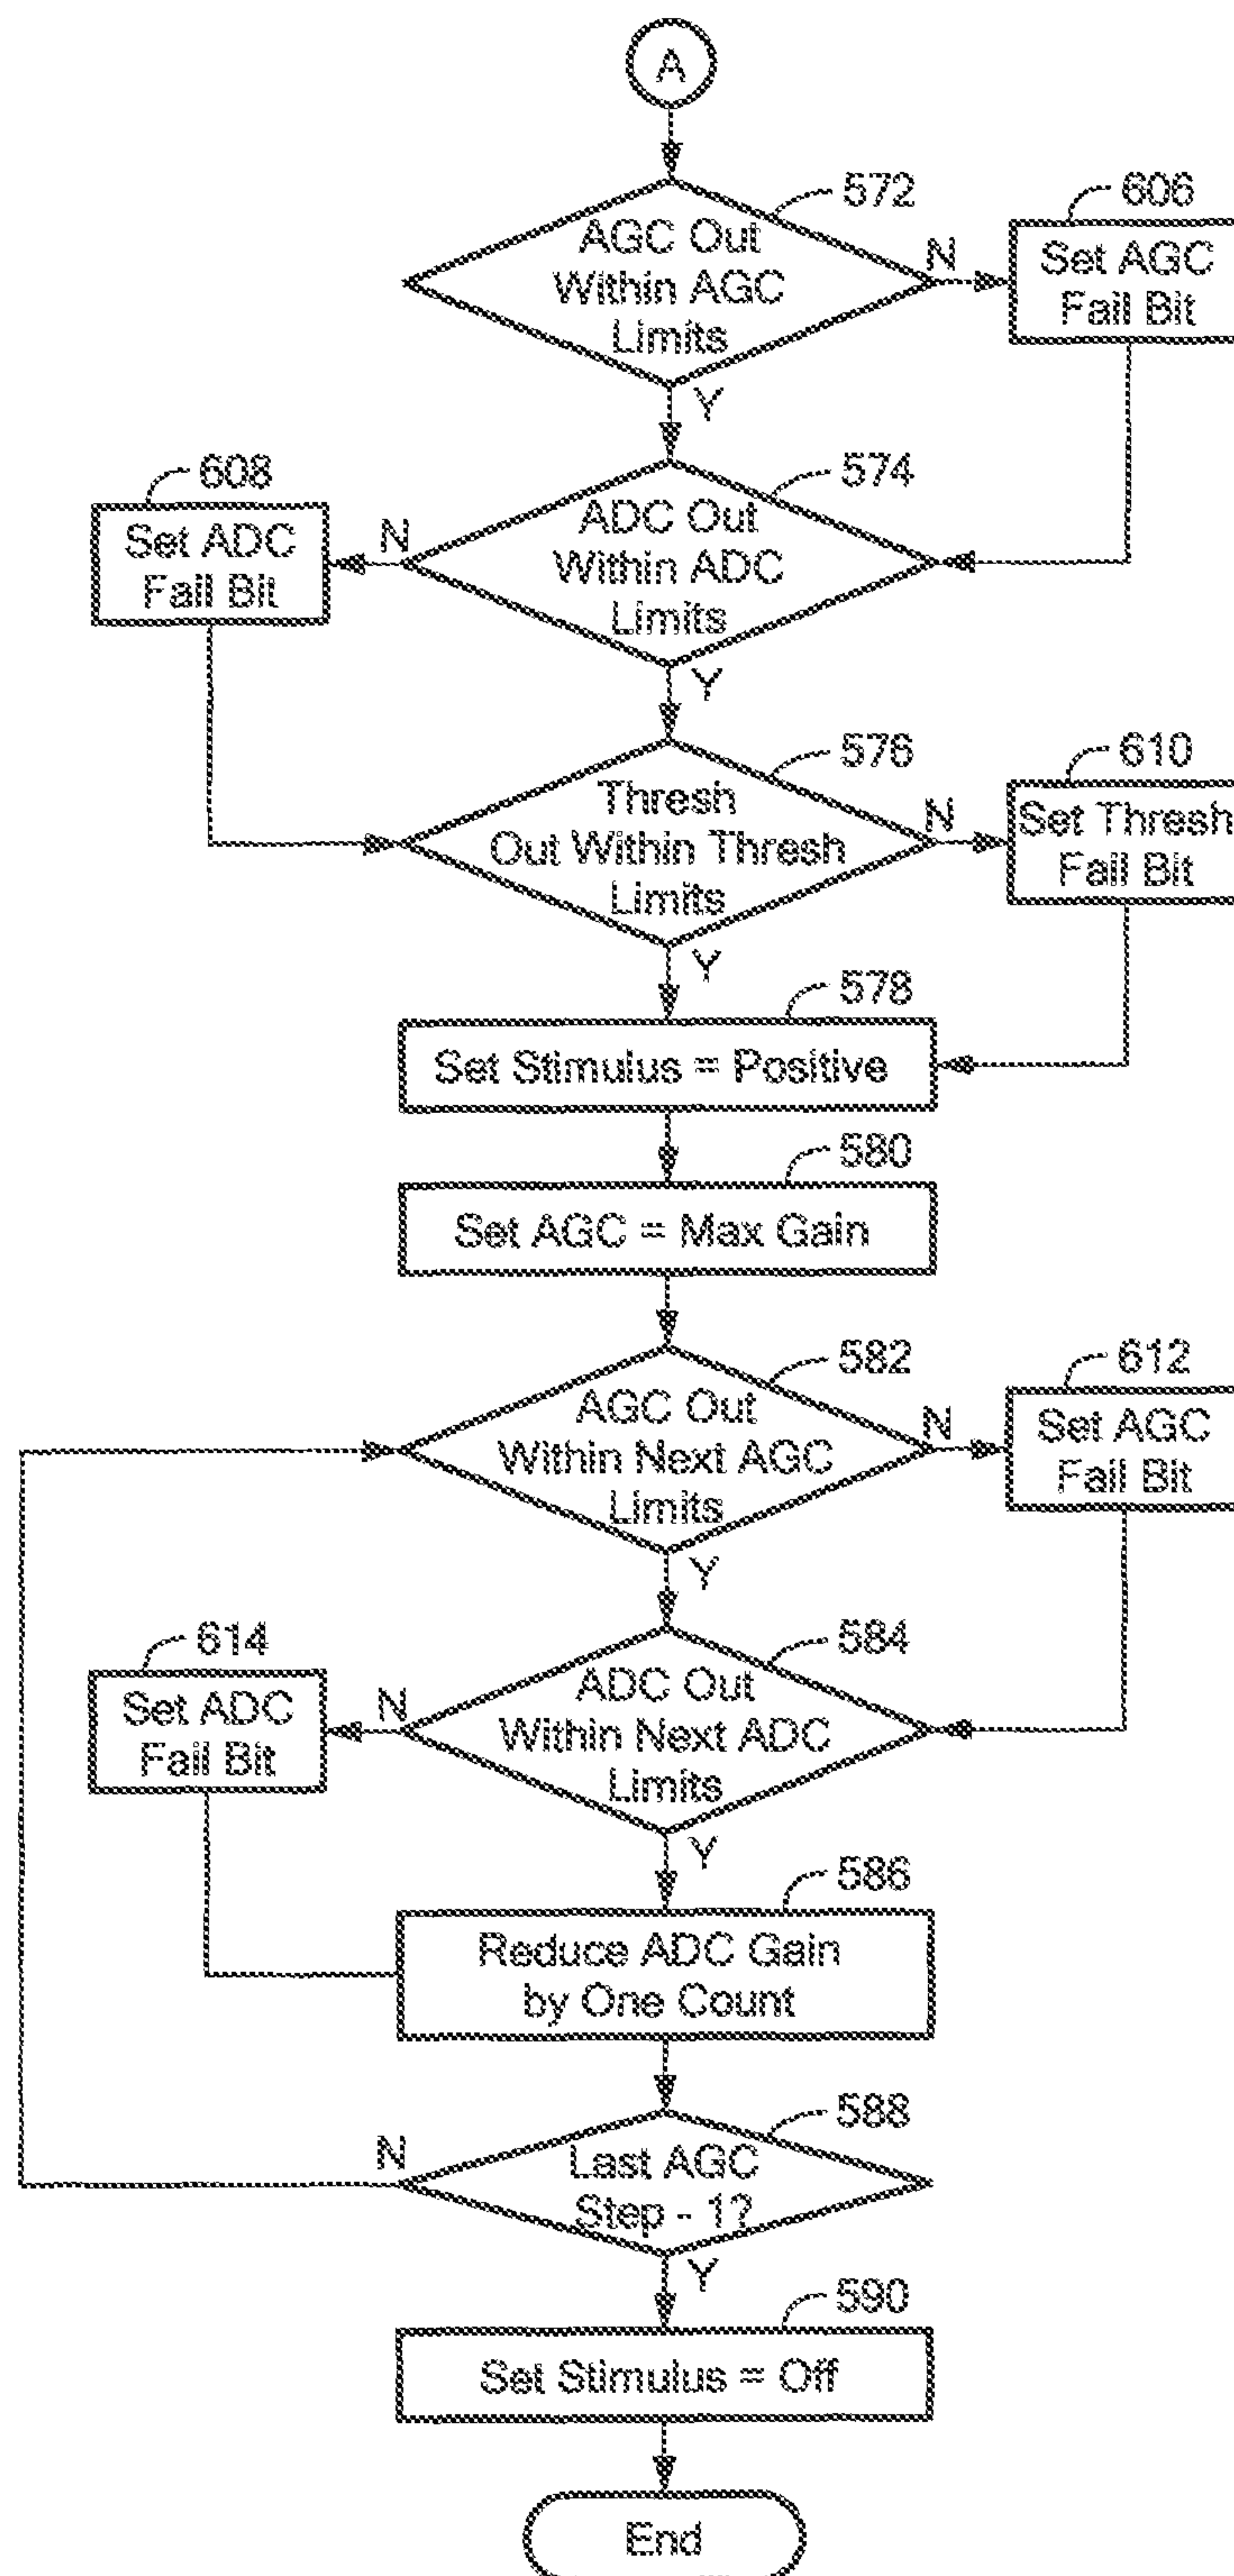 A
572
AGC Out
Within AGC
Limits
N
Y
606
Set AGC
Fail Bit
574
ADC Out
Within ADC
Limits
N
Y
608
Set ADC
Fail Bit
576
Thresh
Out Within Thresh
Limits
N
Y
610
Set Thresh
Fail Bit
578
Set Stimulus = Positive
580
Set AGC = Max Gain
582
AGC Out
Within Next AGC
Limits
N
Y
612
Set AGC
Fail Bit
584
ADC Out
Within Next ADC
Limits
N
Y
614
Set ADC
Fail Bit
586
Reduce ADC Gain
by One Count
588
Last AGC
Step - 1?
N
Y
590
Set Stimulus = Off
End